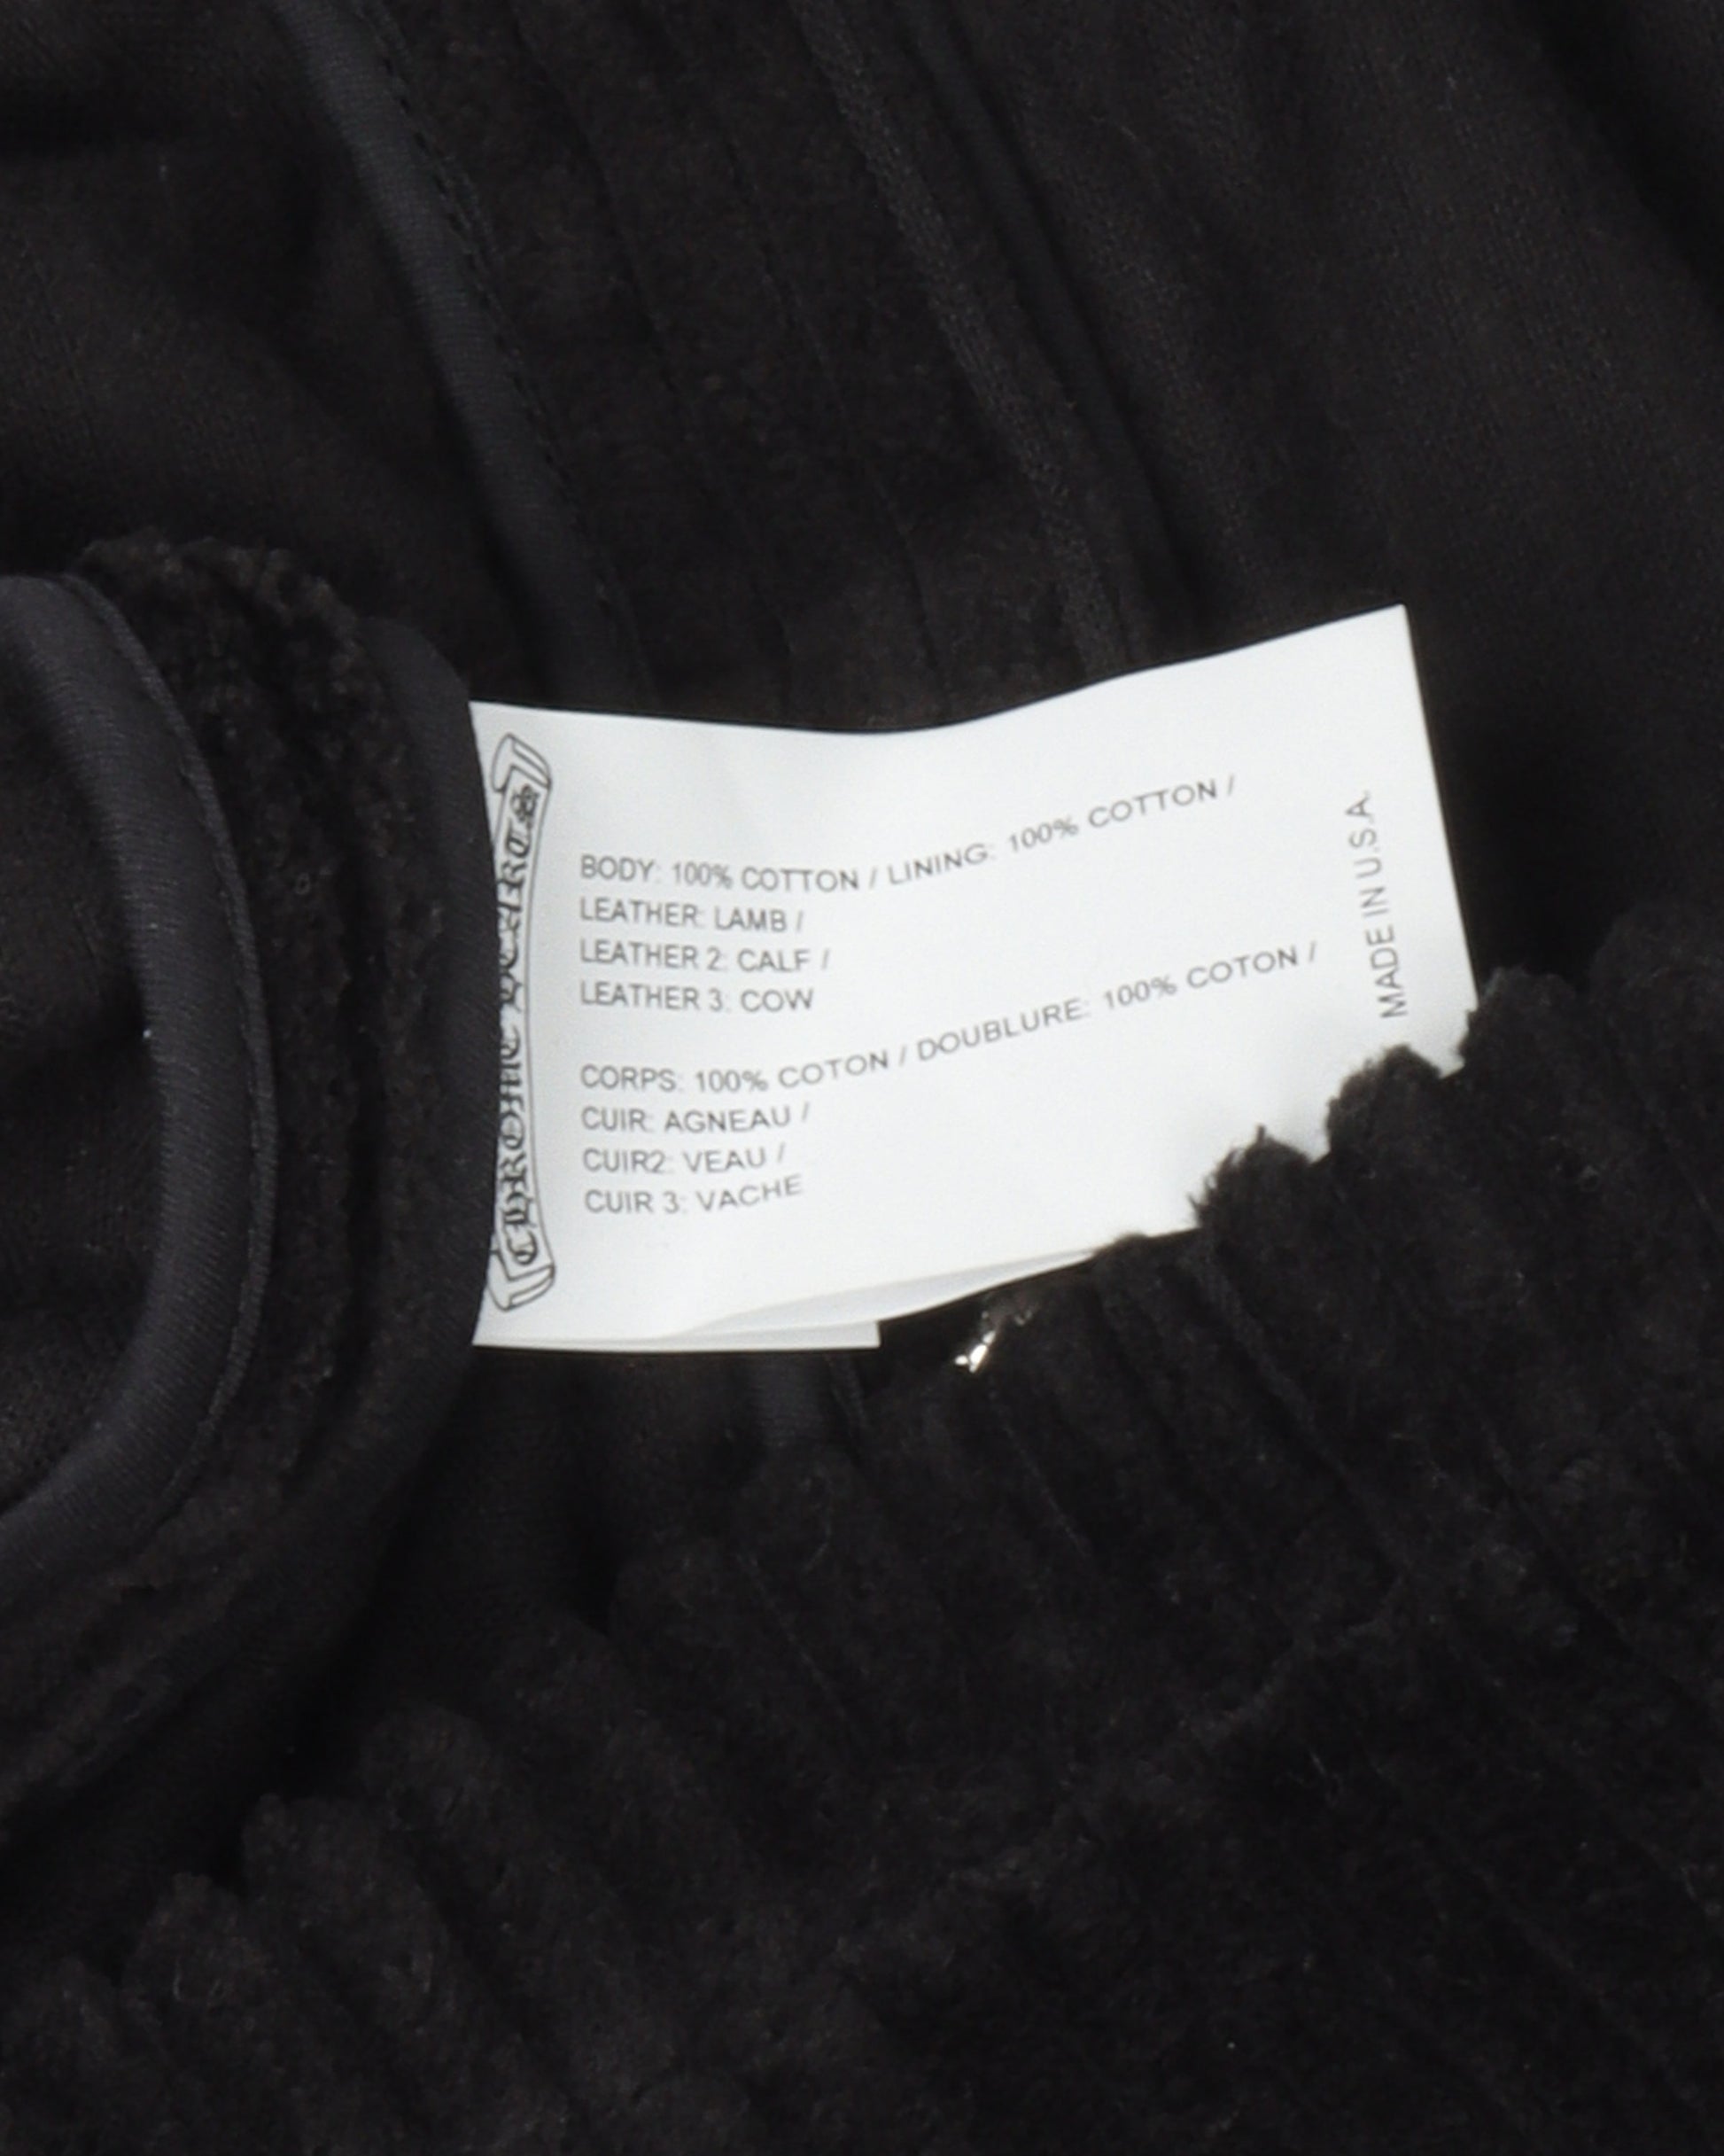 CHROME HEARTS
BODY: 100% COTTON / LINING: 100% COTTON /
LEATHER: LAMB /
LEATHER 2: CALF /
LEATHER 3: COW
CORPS: 100% COTON / DOUBLURE: 100% COTON /
CUIR: AGNEAU /
CUIR2: VEAU /
CUIR 3: VACHE
MADE IN U.S.A.